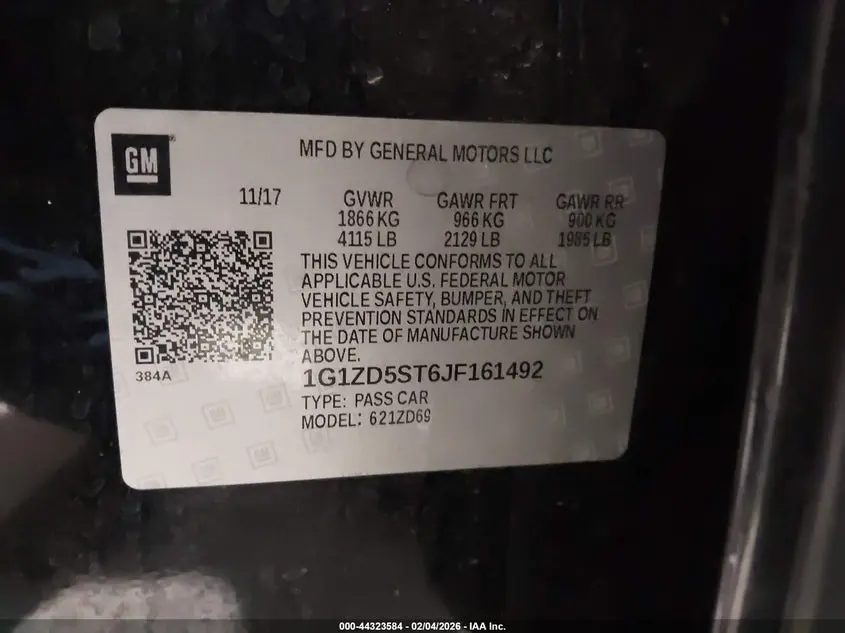 GM
MFD BY GENERAL MOTORS LLC
11/17 GVWR GAWR FRT GAWR RR
1866 KG 966 KG 900 KG
4115 LB 2129 LB 1985 LB
THIS VEHICLE CONFORMS TO ALL
APPLICABLE U.S. FEDERAL MOTOR
VEHICLE SAFETY, BUMPER, AND THEFT
PREVENTION STANDARDS IN EFFECT ON
THE DATE OF MANUFACTURE SHOWN
ABOVE.
384A
1G1ZD5ST6JF161492
TYPE: PASS CAR
MODEL: 621ZD69
000-44323584 - 02/04/2026 - IAA Inc.